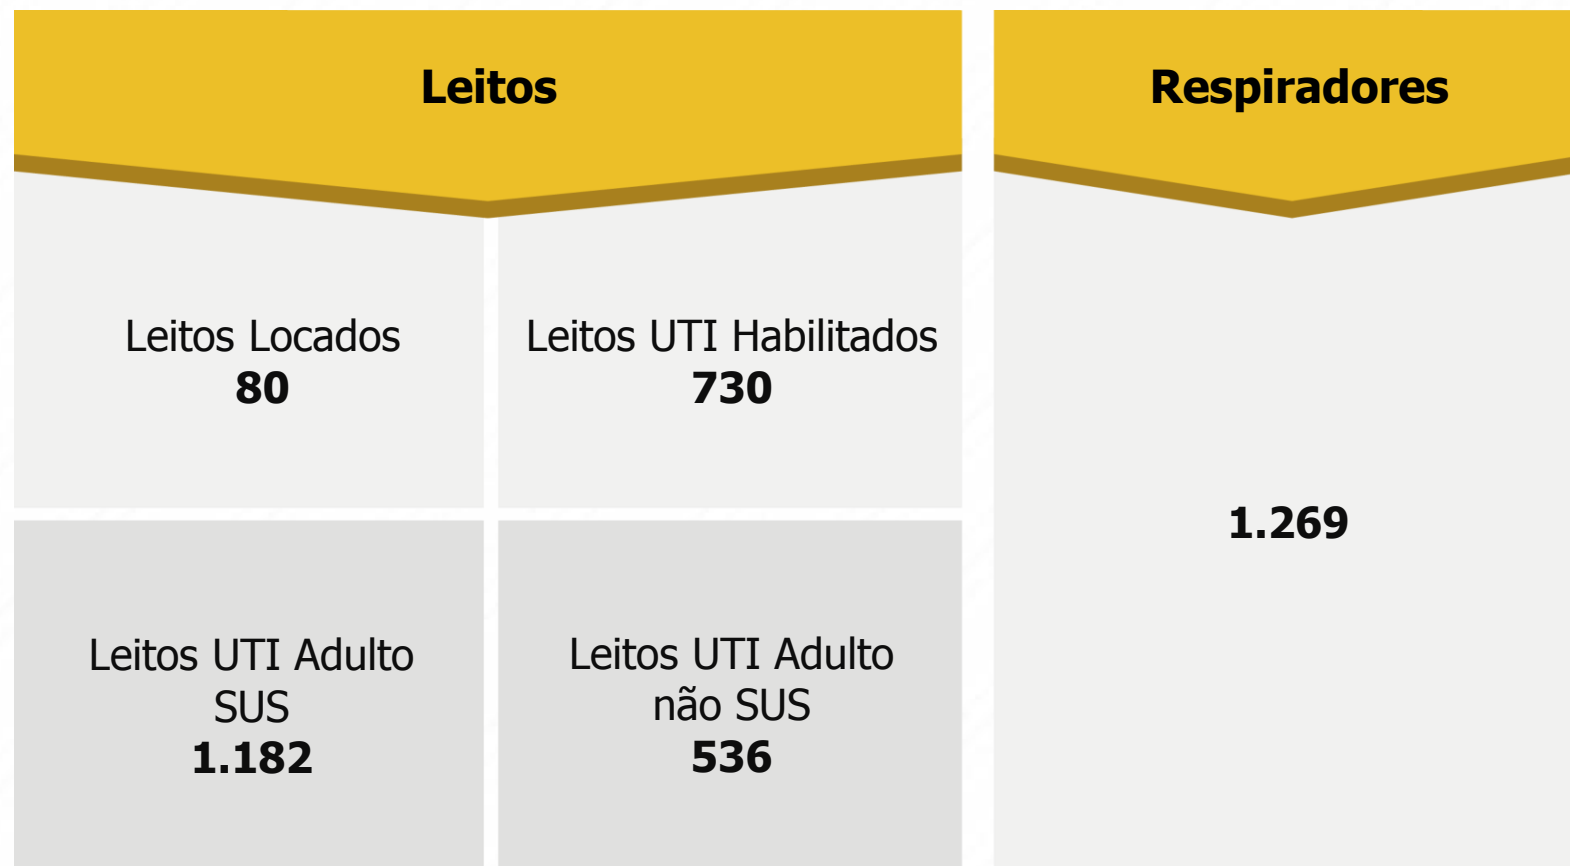 Leitos
Leitos Locados
80
Leitos UTI Habilitados
730
Leitos UTI Adulto
SUS
1.182
Leitos UTI Adulto
não SUS
536
Respiradores
1.269